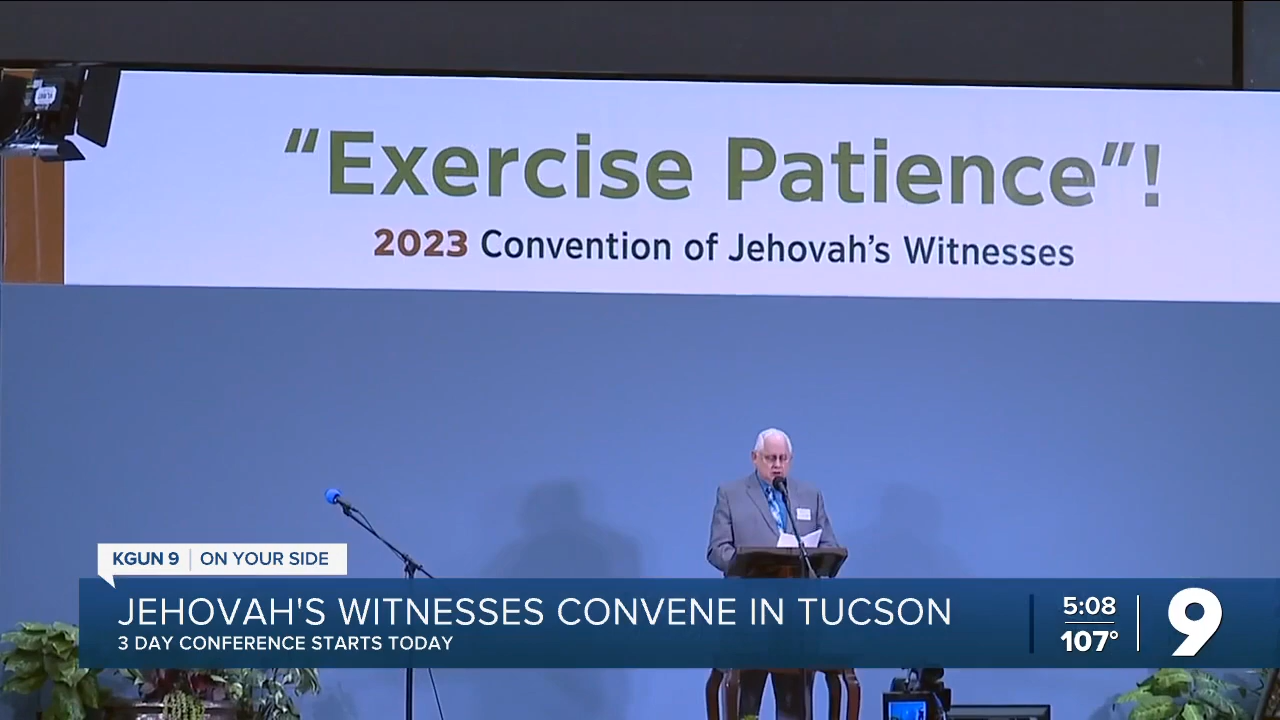 “Exercise Patience”!
2023 Convention of Jehovah’s Witnesses
KGUN 9 | ON YOUR SIDE
JEHOVAH'S WITNESSES CONVENE IN TUCSON
3 DAY CONFERENCE STARTS TODAY
5:08
107°
9